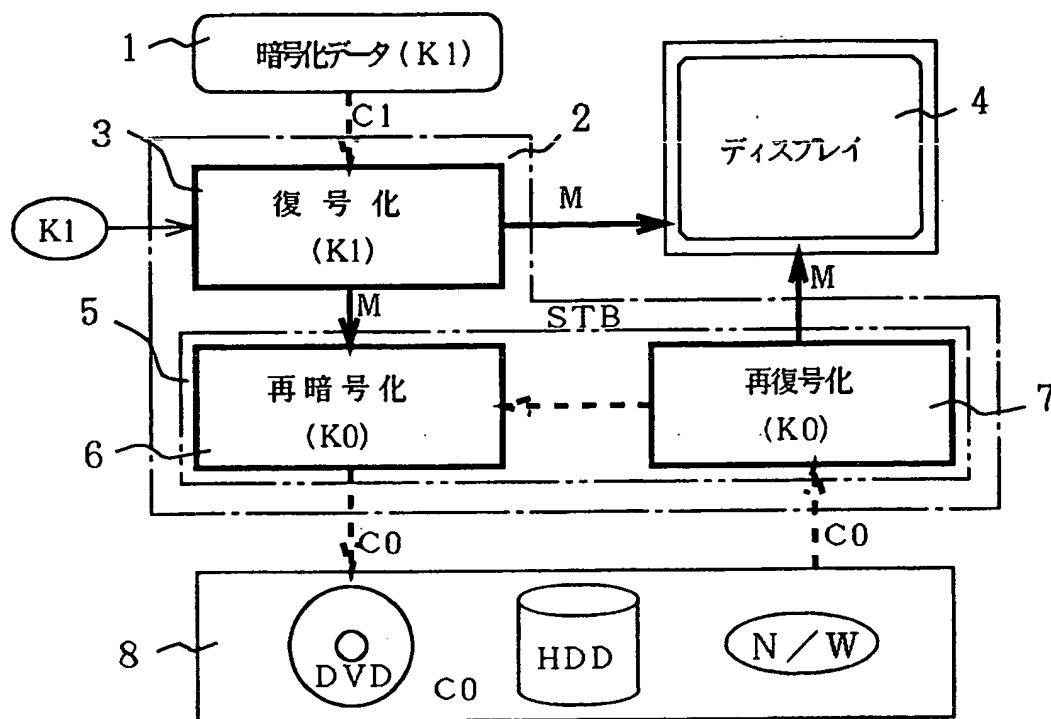 1
暗号化データ(K1)
C1
2
3
復号化
(K1)
K1
M
ディスプレイ
4
M
M
STB
5
再暗号化
(K0)
6
再復号化
(K0)
7
C0
C0
8
DVD
C0
HDD
N/W